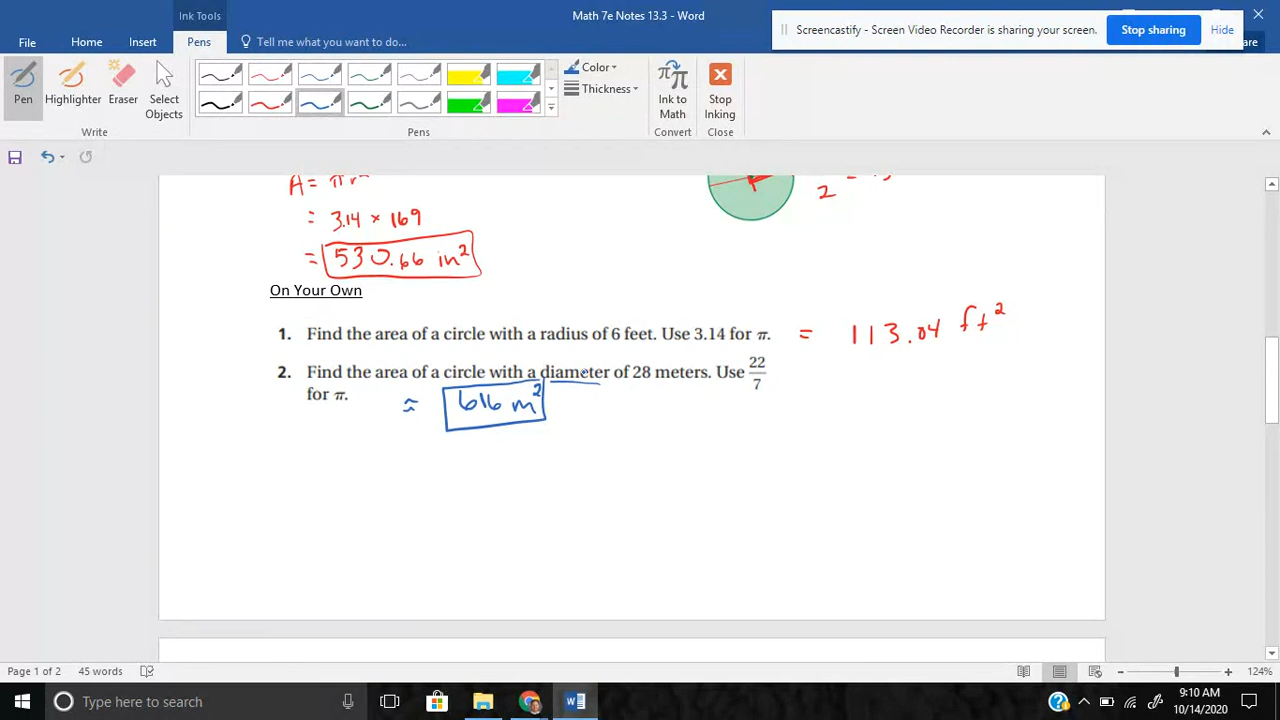 Ink Tools
Math 7e Notes 13.3 - Word
Screencastify - Screen Video Recorder is sharing your screen.
Stop sharing
Hide
File
Home
Insert
Pens
Tell me what you want to do...
Pen
Highlighter
Eraser
Select Objects
Color
Thickness
Ink to Math
Stop Inking
Write
Pens
Convert
Close
A = πr²
= 3.14 × 169
= 530.66 in²
2
On Your Own
1. Find the area of a circle with a radius of 6 feet. Use 3.14 for π. = 113.04 ft²
2. Find the area of a circle with a diameter of 28 meters. Use 22/7
for π. ≈ 616 m²
Page 1 of 2
45 words
124%
Type here to search
9:10 AM
10/14/2020